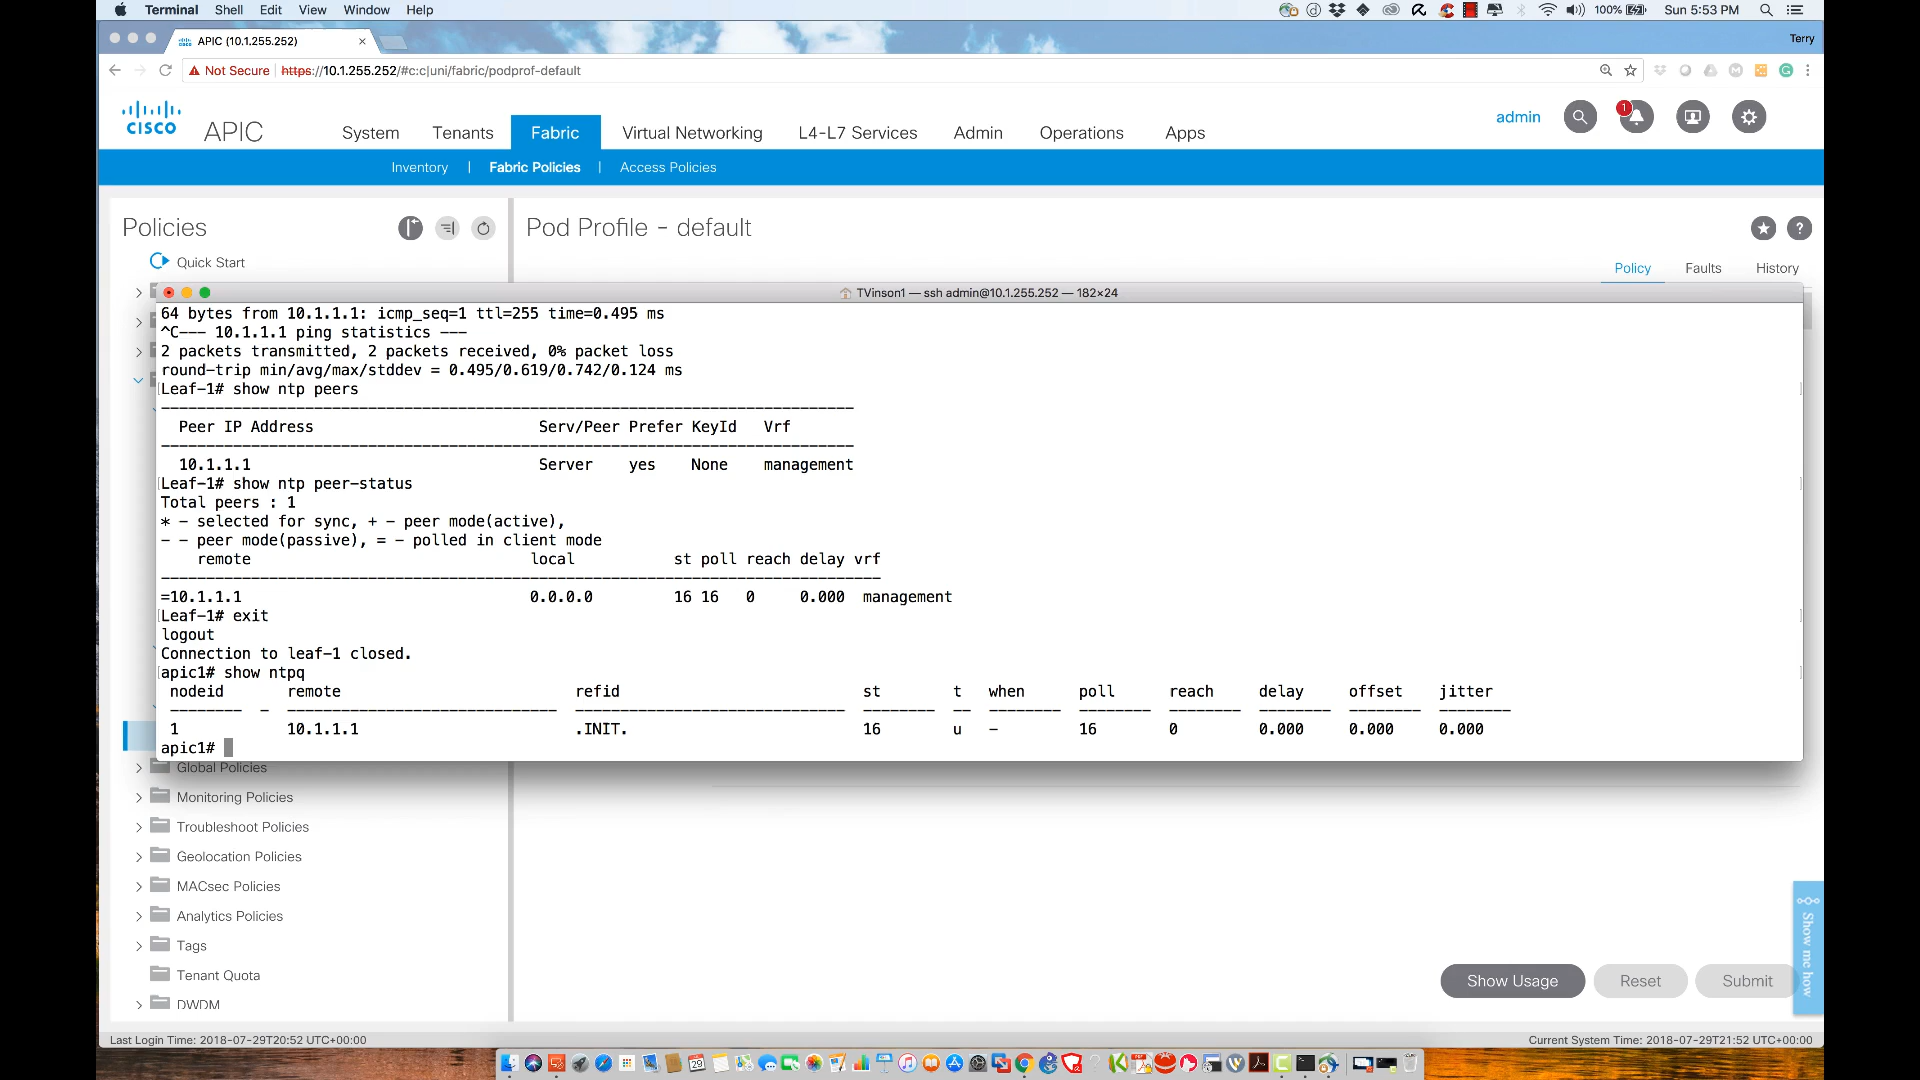 Terminal Shell Edit View Window Help 100% Sun 5:53 PM
APIC (10.1.255.252) Terry
Not Secure https://10.1.255.252/#c:c|uni/fabric/podprof-default
CISCO APIC System Tenants Fabric Virtual Networking L4-L7 Services Admin Operations Apps admin 1
Inventory | Fabric Policies | Access Policies
Policies
Pod Profile - default
Quick Start
Policy Faults History
TVinson1 — ssh admin@10.1.255.252 — 182×24
64 bytes from 10.1.1.1: icmp_seq=1 ttl=255 time=0.495 ms
^C--- 10.1.1.1 ping statistics ---
2 packets transmitted, 2 packets received, 0% packet loss
round-trip min/avg/max/stddev = 0.495/0.619/0.742/0.124 ms
Leaf-1# show ntp peers
Peer IP Address Serv/Peer Prefer KeyId Vrf
10.1.1.1 Server yes None management
Leaf-1# show ntp peer-status
Total peers : 1
* - selected for sync, + - peer mode(active),
- - peer mode(passive), = - polled in client mode
remote local st poll reach delay vrf
=10.1.1.1 0.0.0.0 16 16 0 0.000 management
Leaf-1# exit
logout
Connection to leaf-1 closed.
apic1# show ntpq
nodeid remote refid st t when poll reach delay offset jitter
1 10.1.1.1 .INIT. 16 u - 16 0 0.000 0.000 0.000
apic1#
Global Policies
Monitoring Policies
Troubleshoot Policies
Geolocation Policies
MACsec Policies
Analytics Policies
Tags
Tenant Quota
DWDM
Show me how
Show Usage Reset Submit
Last Login Time: 2018-07-29T20:52 UTC+00:00 Current System Time: 2018-07-29T21:52 UTC+00:00